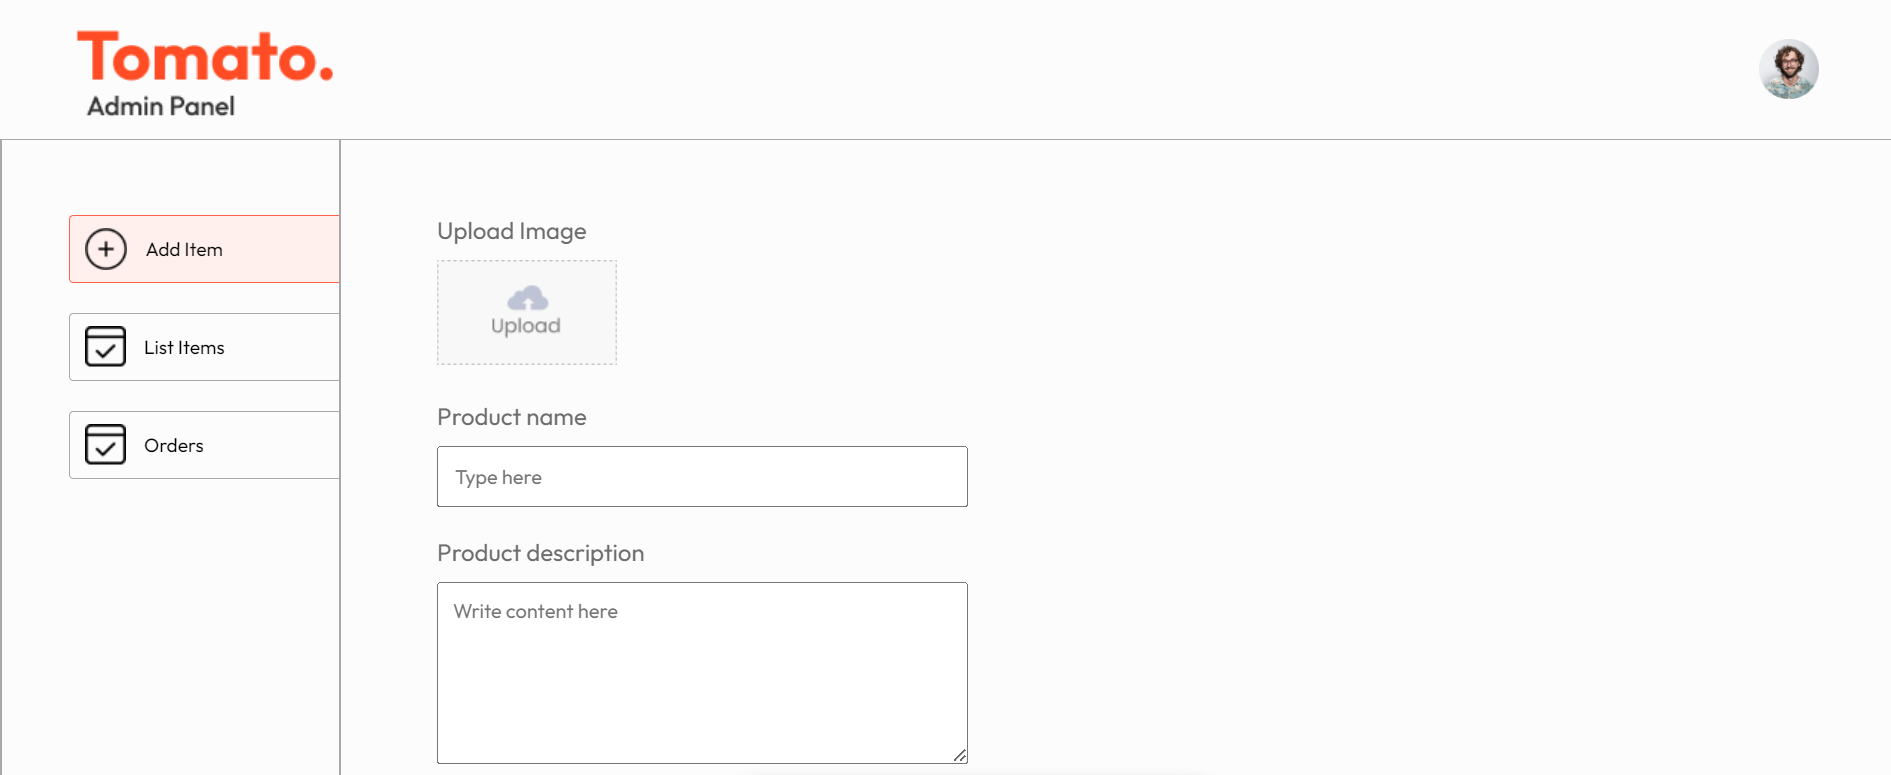 Tomato.
Admin Panel
Add Item
List Items
Orders
Upload Image
Upload
Product name
Type here
Product description
Write content here